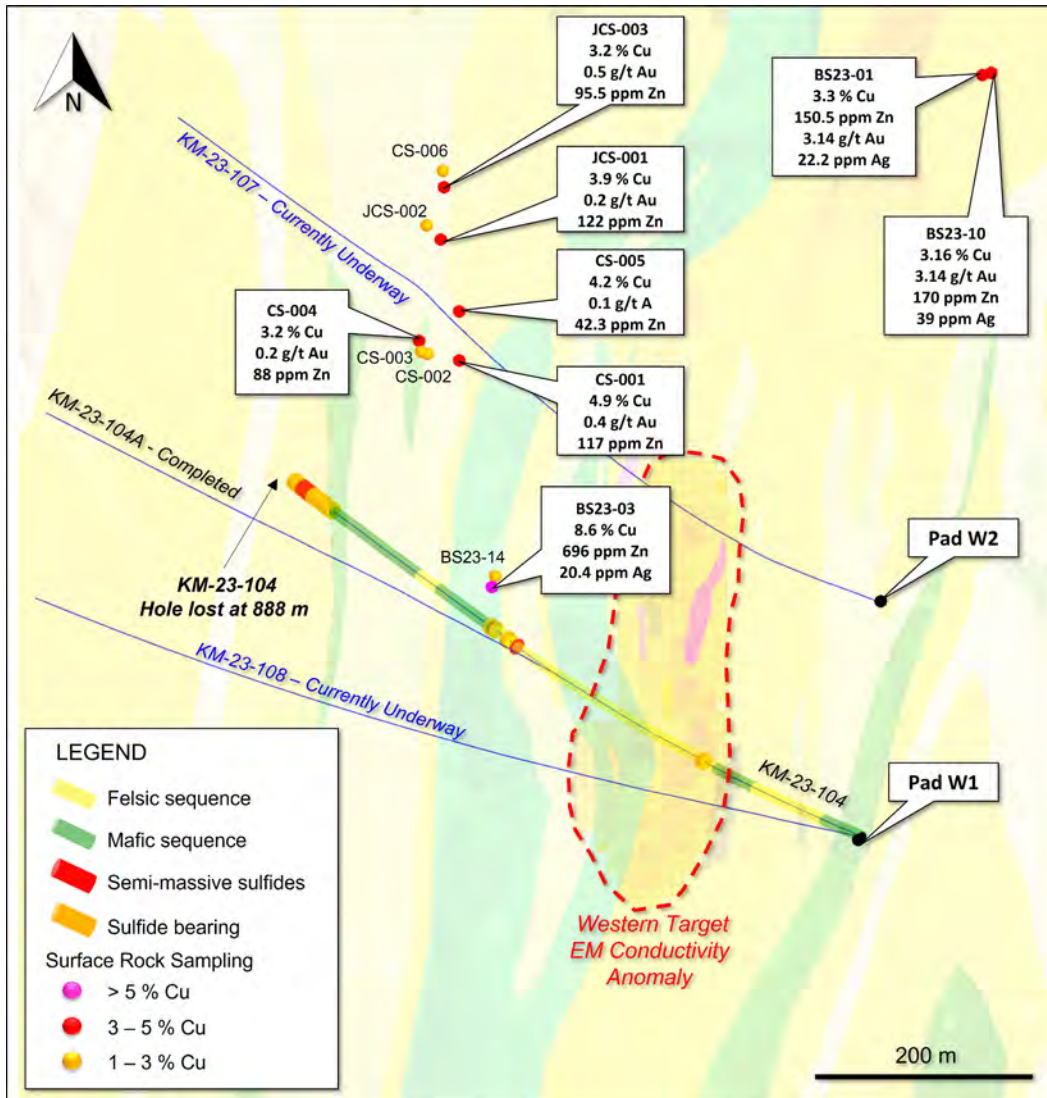 N
JCS-003
3.2 % Cu
0.5 g/t Au
95.5 ppm Zn
BS23-01
3.3 % Cu
150.5 ppm Zn
3.14 g/t Au
22.2 ppm Ag
KM-23-107 – Currently Underway
CS-006
JCS-001
3.9 % Cu
0.2 g/t Au
122 ppm Zn
JCS-002
BS23-10
3.16 % Cu
3.14 g/t Au
170 ppm Zn
39 ppm Ag
CS-005
4.2 % Cu
0.1 g/t A
42.3 ppm Zn
CS-004
3.2 % Cu
0.2 g/t Au
88 ppm Zn
CS-003
CS-002
CS-001
4.9 % Cu
0.4 g/t Au
117 ppm Zn
KM-23-104A - Completed
BS23-03
8.6 % Cu
696 ppm Zn
20.4 ppm Ag
Pad W2
BS23-14
KM-23-104
Hole lost at 888 m
KM-23-108 – Currently Underway
KM-23-104
Pad W1
LEGEND
Felsic sequence
Mafic sequence
Semi-massive sulfides
Sulfide bearing
Surface Rock Sampling
> 5 % Cu
3 – 5 % Cu
1 – 3 % Cu
Western Target
EM Conductivity
Anomaly
200 m